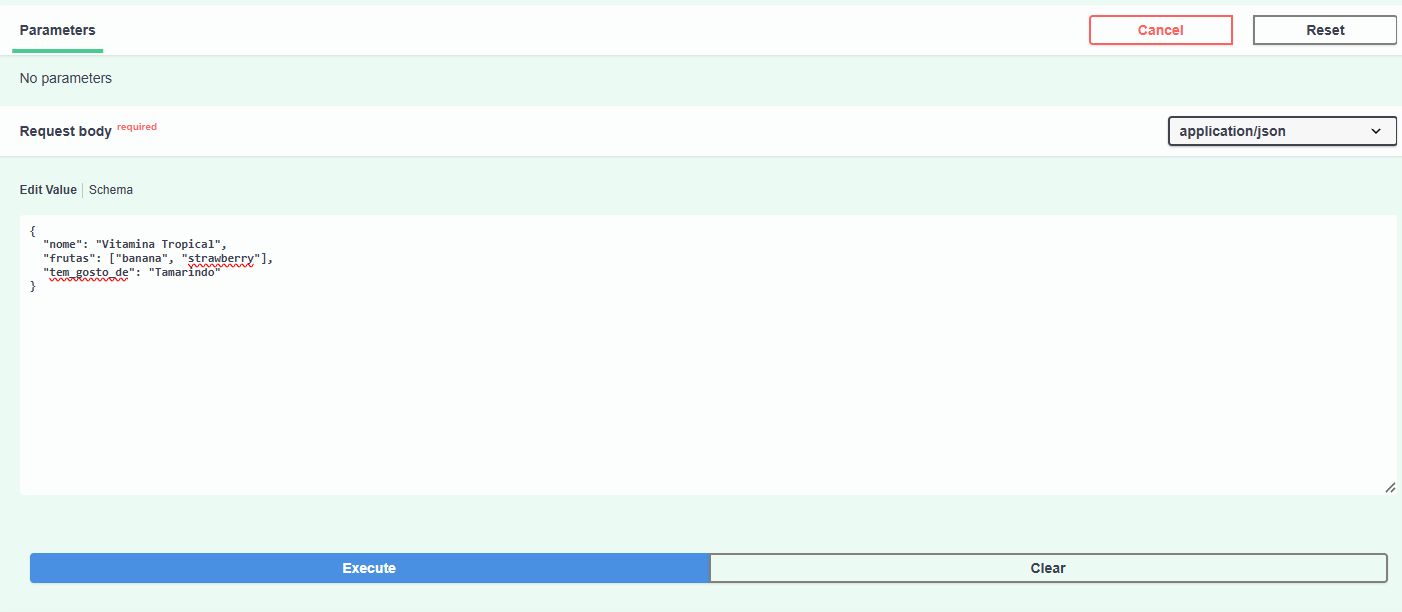 Parameters
Cancel
Reset
No parameters
Request body required
application/json
Edit Value | Schema
{
  "nome": "Vitamina Tropical",
  "frutas": ["banana", "strawberry"],
  "tem_gosto_de": "Tamarindo"
}
Execute
Clear